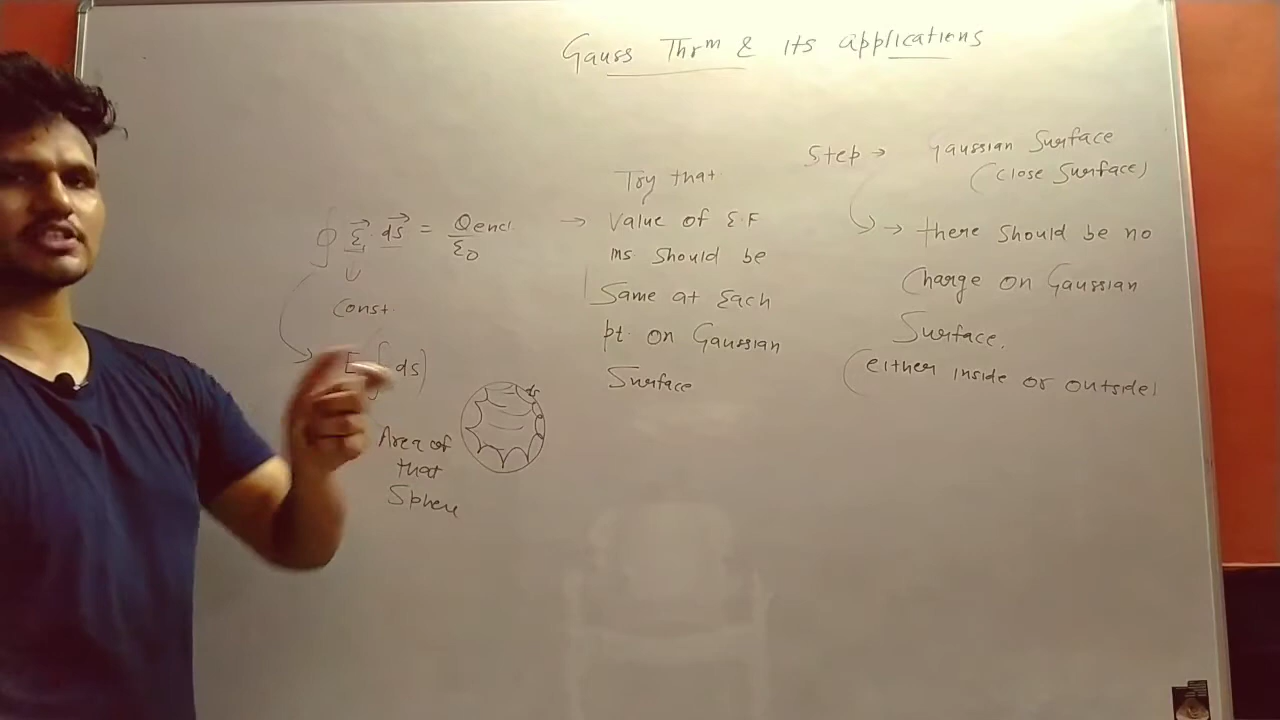 Gauss Thrm & its applications
∮ E⃗ . ds⃗ = Qencl. / ε0
↓
Const.
E ∫ ds)
Area of
that
Sphere
ds
→ Try that
Value of E.F
ms should be
Same at Each
pt. on Gaussian
Surface
Step → Gaussian Surface
(Close Surface)
→ there should be no
Charge on Gaussian
Surface.
(either inside or outside)